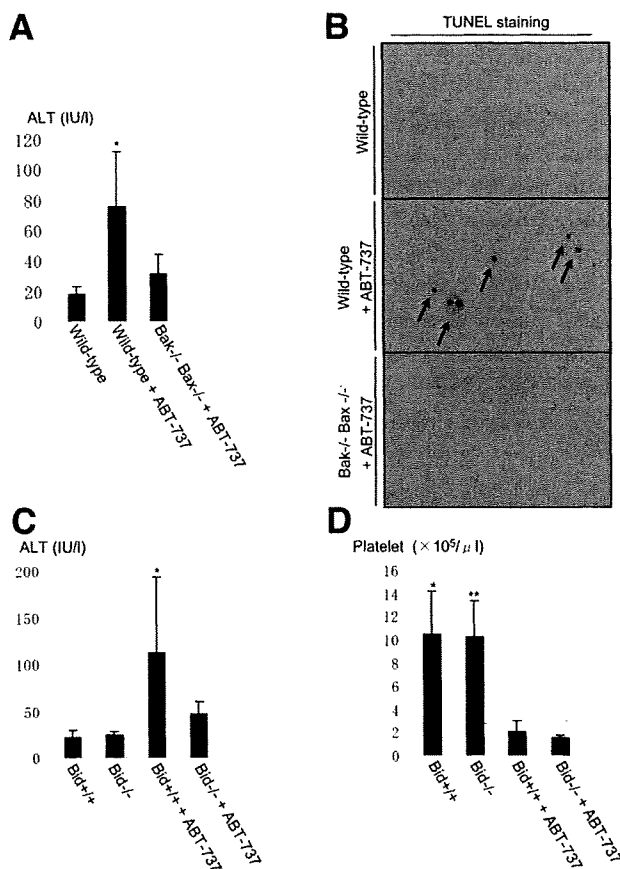 A
ALT (IU/l)
120
100
80
60
40
20
0
*
Wild-type
Wild-type + ABT-737
Bak-/- Bax-/- + ABT-737
B
TUNEL staining
Wild-type
Wild-type
+ ABT-737
Bak-/- Bax -/-
+ ABT-737
C
ALT (IU/l)
200
150
100
50
0
*
Bid+/+
Bid-/-
Bid+/+ + ABT-737
Bid-/- + ABT-737
D
Platelet (×10⁵/μl)
16
14
12
10
8
6
4
2
0
*
**
Bid+/+
Bid-/-
Bid+/+ + ABT-737
Bid-/- + ABT-737